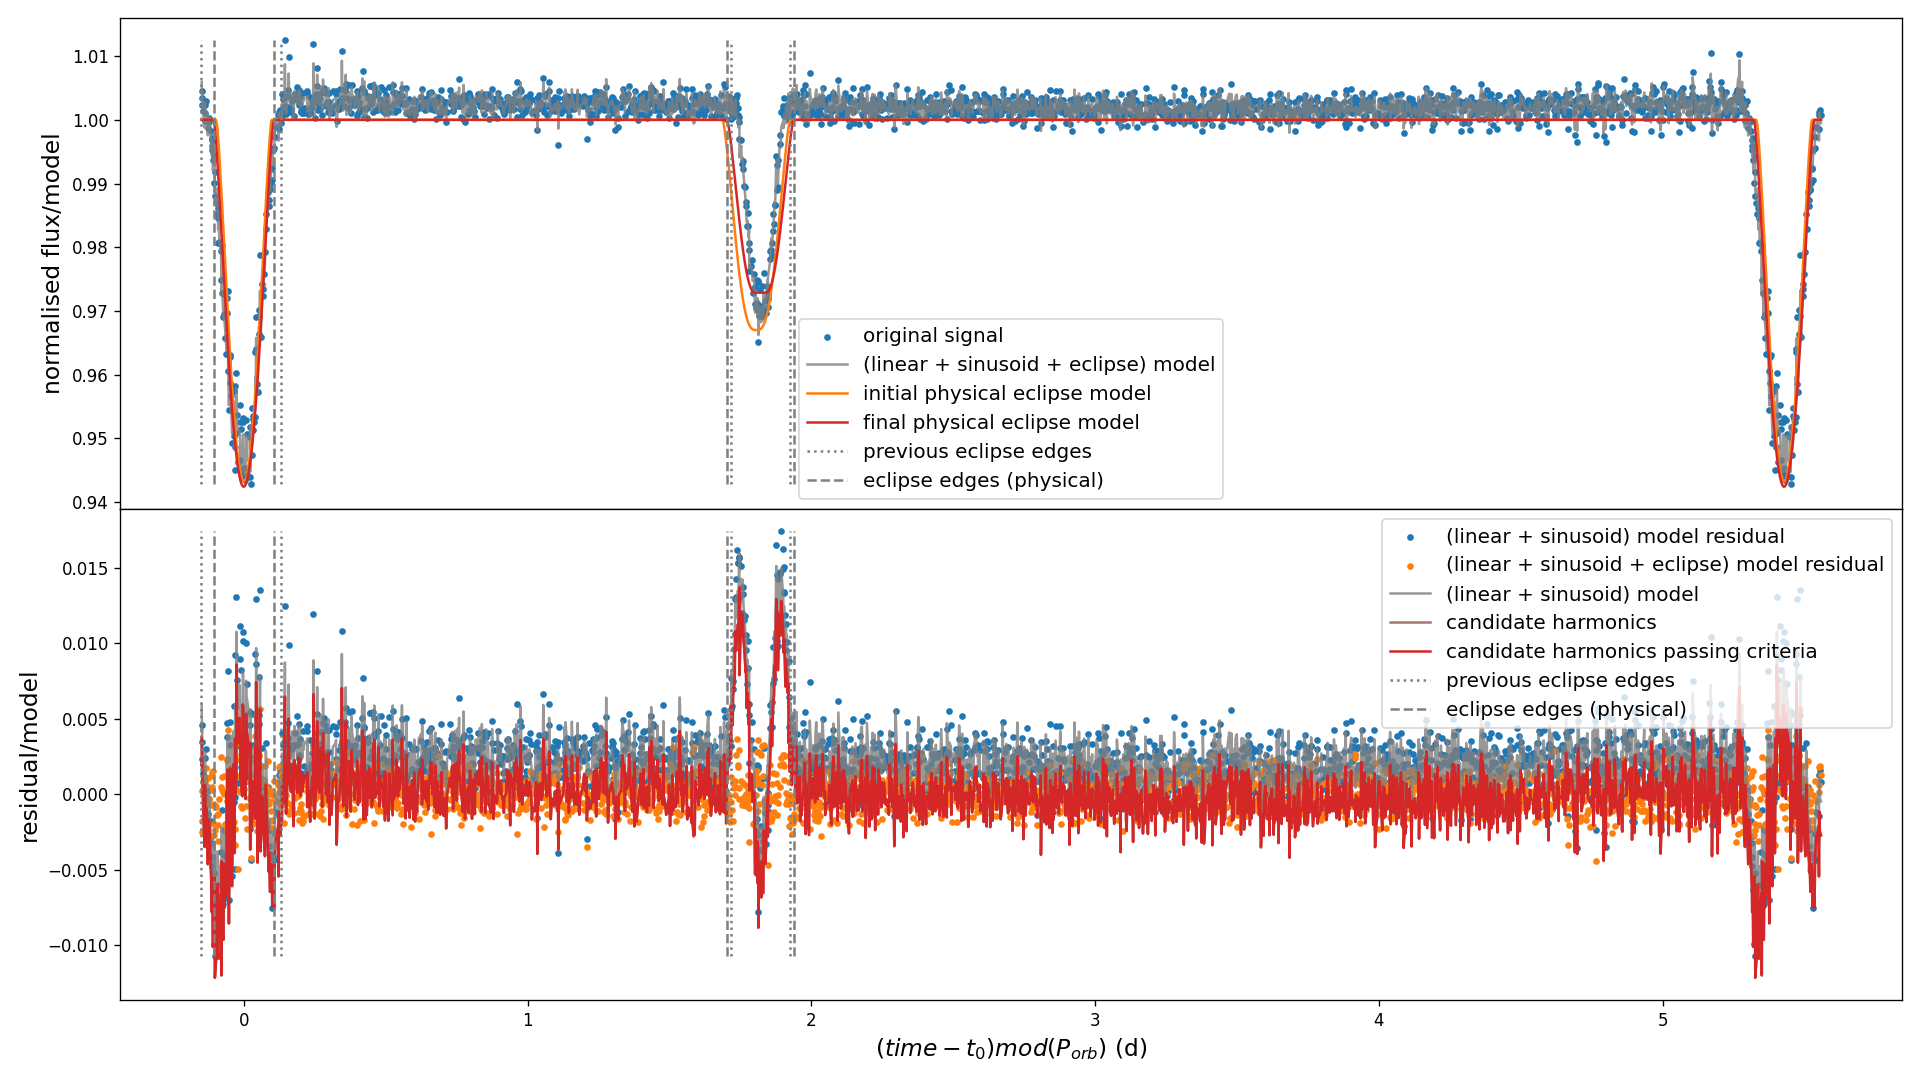 1.01
1.00
0.99
0.98
0.97
0.96
0.95
0.94
normalised flux/model
original signal
(linear + sinusoid + eclipse) model
initial physical eclipse model
final physical eclipse model
previous eclipse edges
eclipse edges (physical)
0.015
0.010
0.005
0.000
−0.005
−0.010
residual/model
(linear + sinusoid) model residual
(linear + sinusoid + eclipse) model residual
(linear + sinusoid) model
candidate harmonics
candidate harmonics passing criteria
previous eclipse edges
eclipse edges (physical)
0 1 2 3 4 5
(time − t₀)mod(Pₒᵣb) (d)